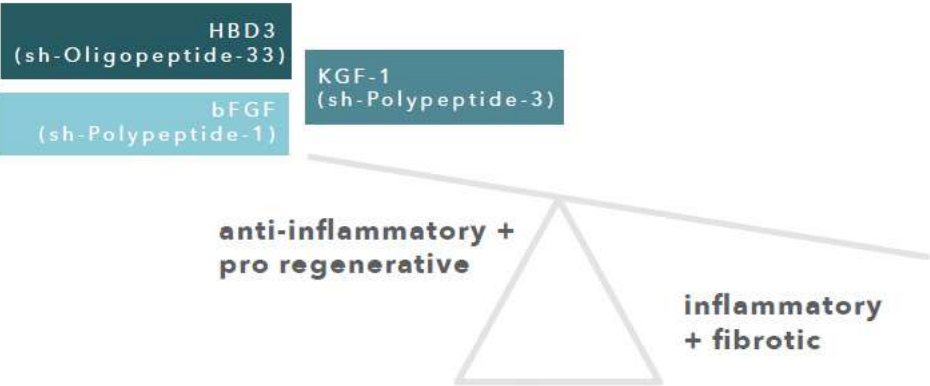 HBD3
(sh-Oligopeptide-33)
KGF-1
(sh-Polypeptide-3)
bFGF
(sh-Polypeptide-1)
anti-inflammatory +
pro regenerative
inflammatory
+ fibrotic